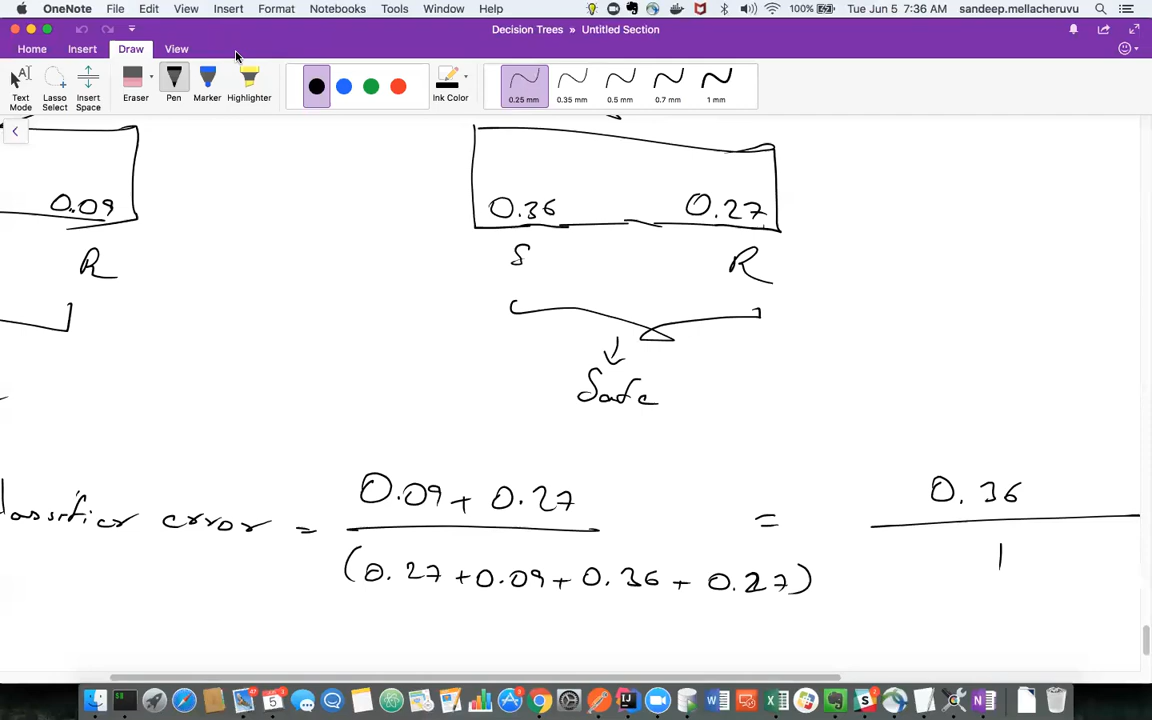 OneNote File Edit View Insert Format Notebooks Tools Window Help 100% Tue Jun 5 7:36 AM sandeep.mellacheruvu
Decision Trees » Untitled Section
Home Insert Draw View
Text Mode Lasso Select Insert Space Eraser Pen Marker Highlighter Ink Color 0.25 mm 0.35 mm 0.5 mm 0.7 mm 1 mm
0.09 0.36 0.27
R S R
Safe
lassifier error = 0.09 + 0.27 = 0.36
(0.27 + 0.09 + 0.36 + 0.27) 1